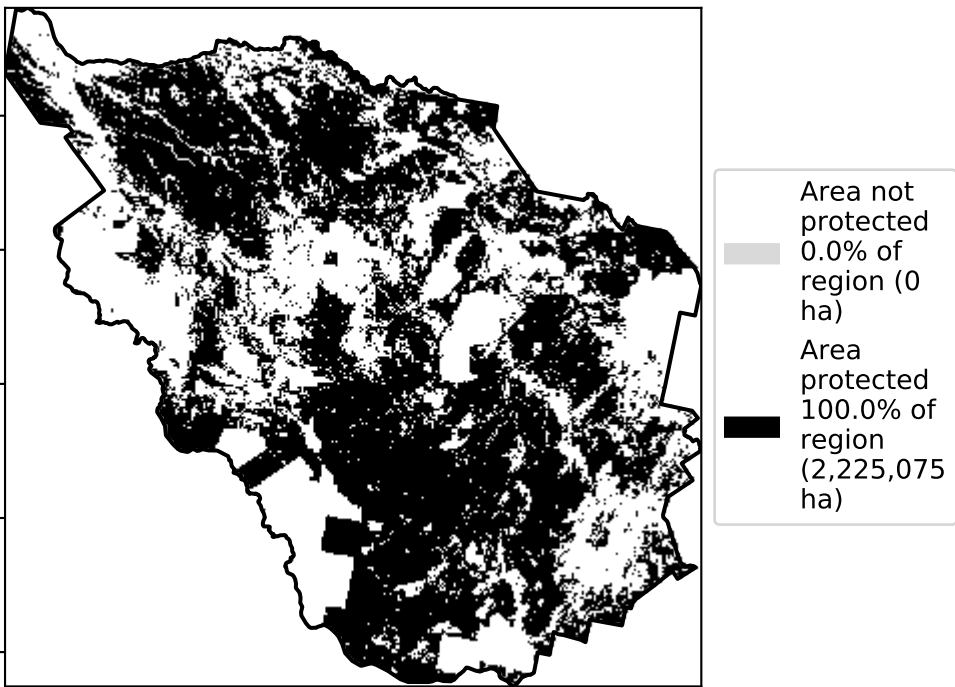 Area not
protected
0.0% of
region (0
ha)
Area
protected
100.0% of
region
(2,225,075
ha)